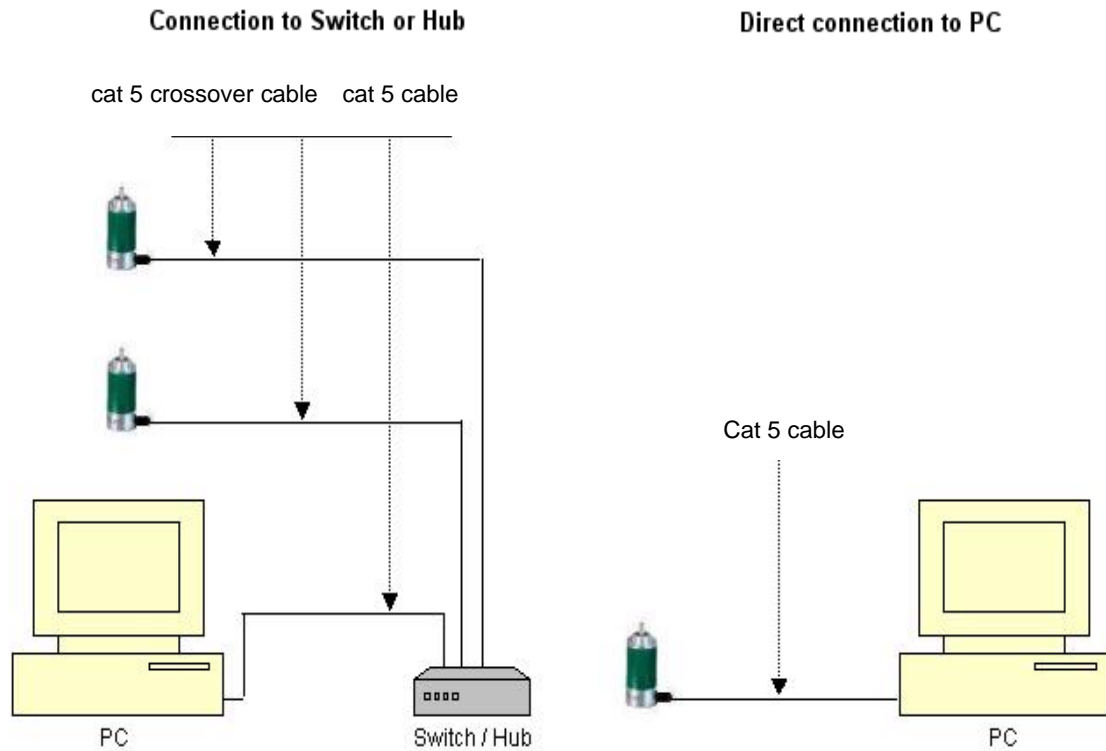 Connection to Switch or Hub
Direct connection to PC
cat 5 crossover cable cat 5 cable
Cat 5 cable
PC
Switch / Hub
PC